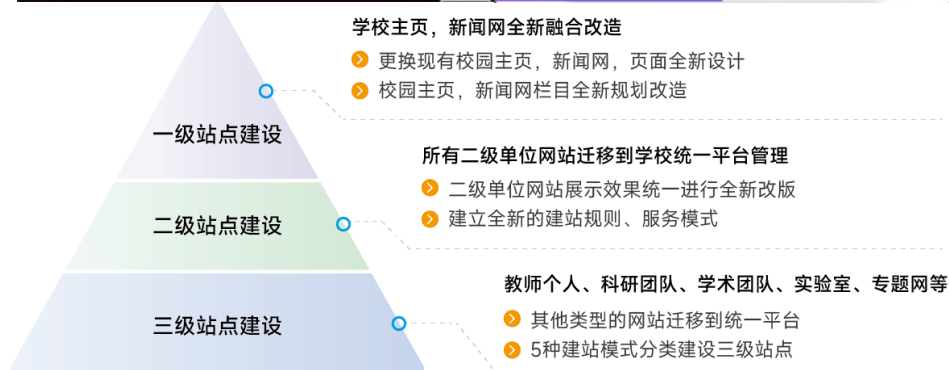 学校主页，新闻网全新融合改造
更换现有校园主页，新闻网，页面全新设计
校园主页，新闻网栏目全新规划改造
一级站点建设
所有二级单位网站迁移到学校统一平台管理
二级单位网站展示效果统一进行全新改版
建立全新的建站规则、服务模式
二级站点建设
教师个人、科研团队、学术团队、实验室、专题网等
其他类型的网站迁移到统一平台
5种建站模式分类建设三级站点
三级站点建设